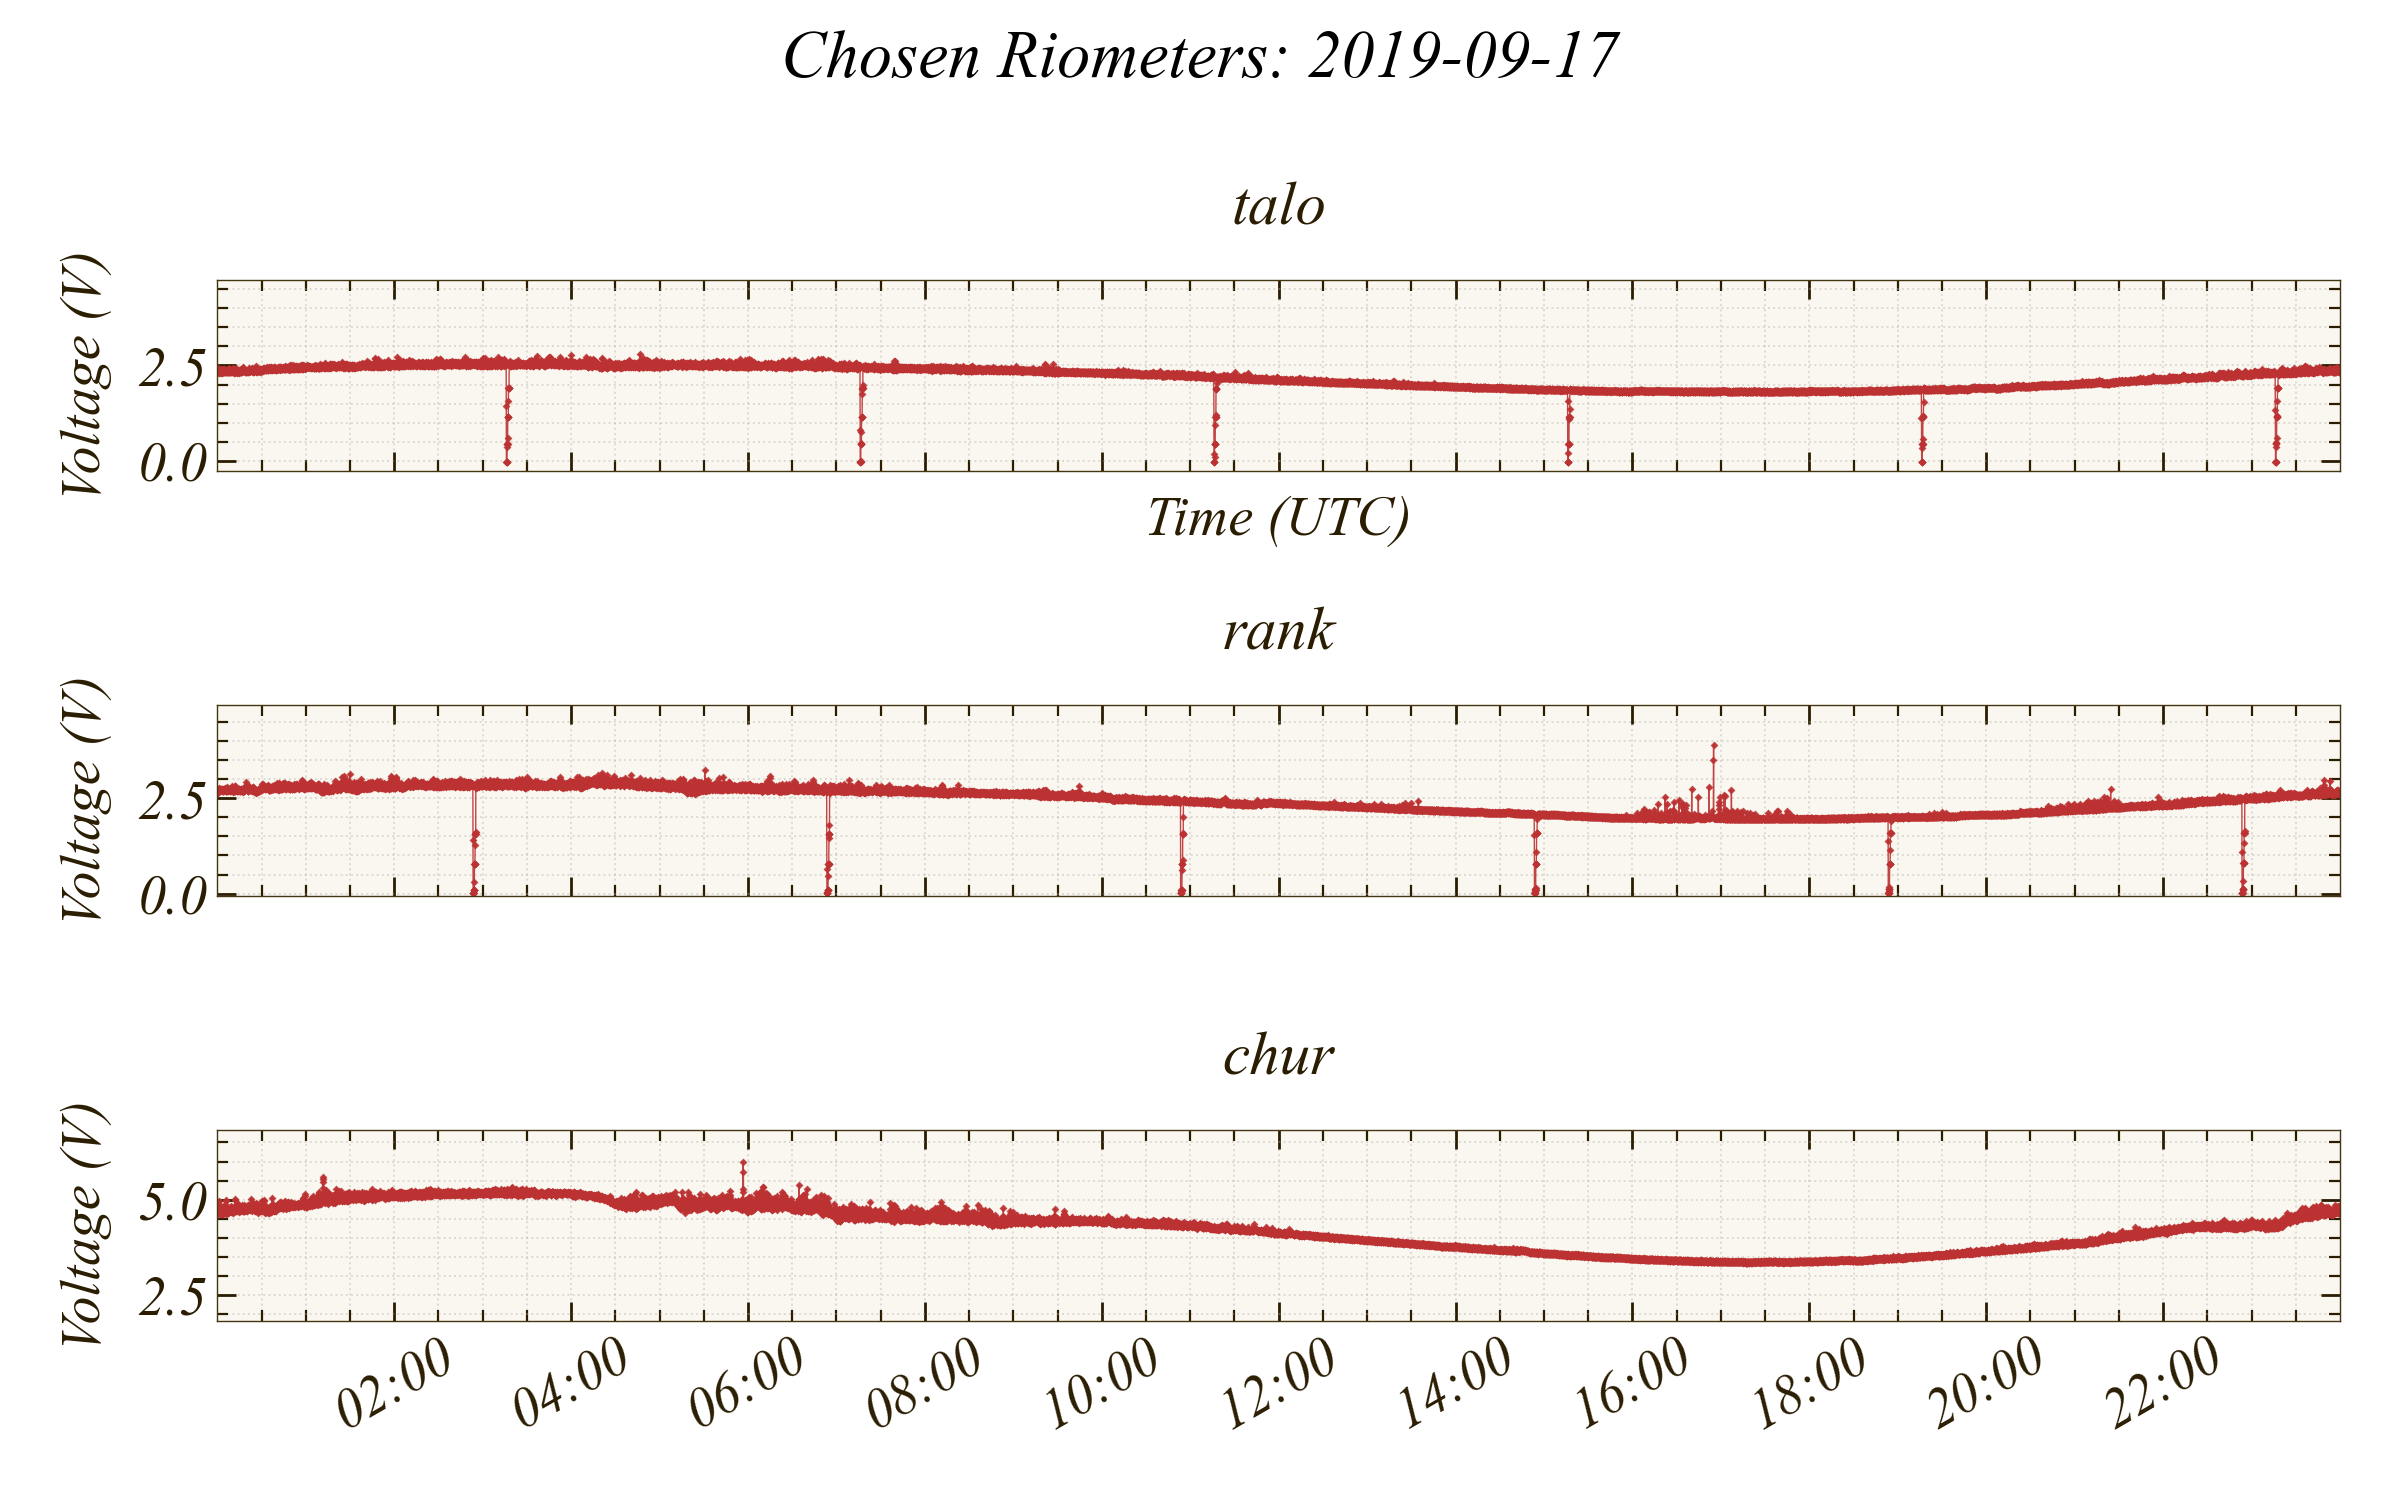 Chosen Riometers: 2019-09-17
talo
Voltage (V)
2.5
0.0
Time (UTC)
rank
Voltage (V)
2.5
0.0
chur
Voltage (V)
5.0
2.5
02:00 04:00 06:00 08:00 10:00 12:00 14:00 16:00 18:00 20:00 22:00